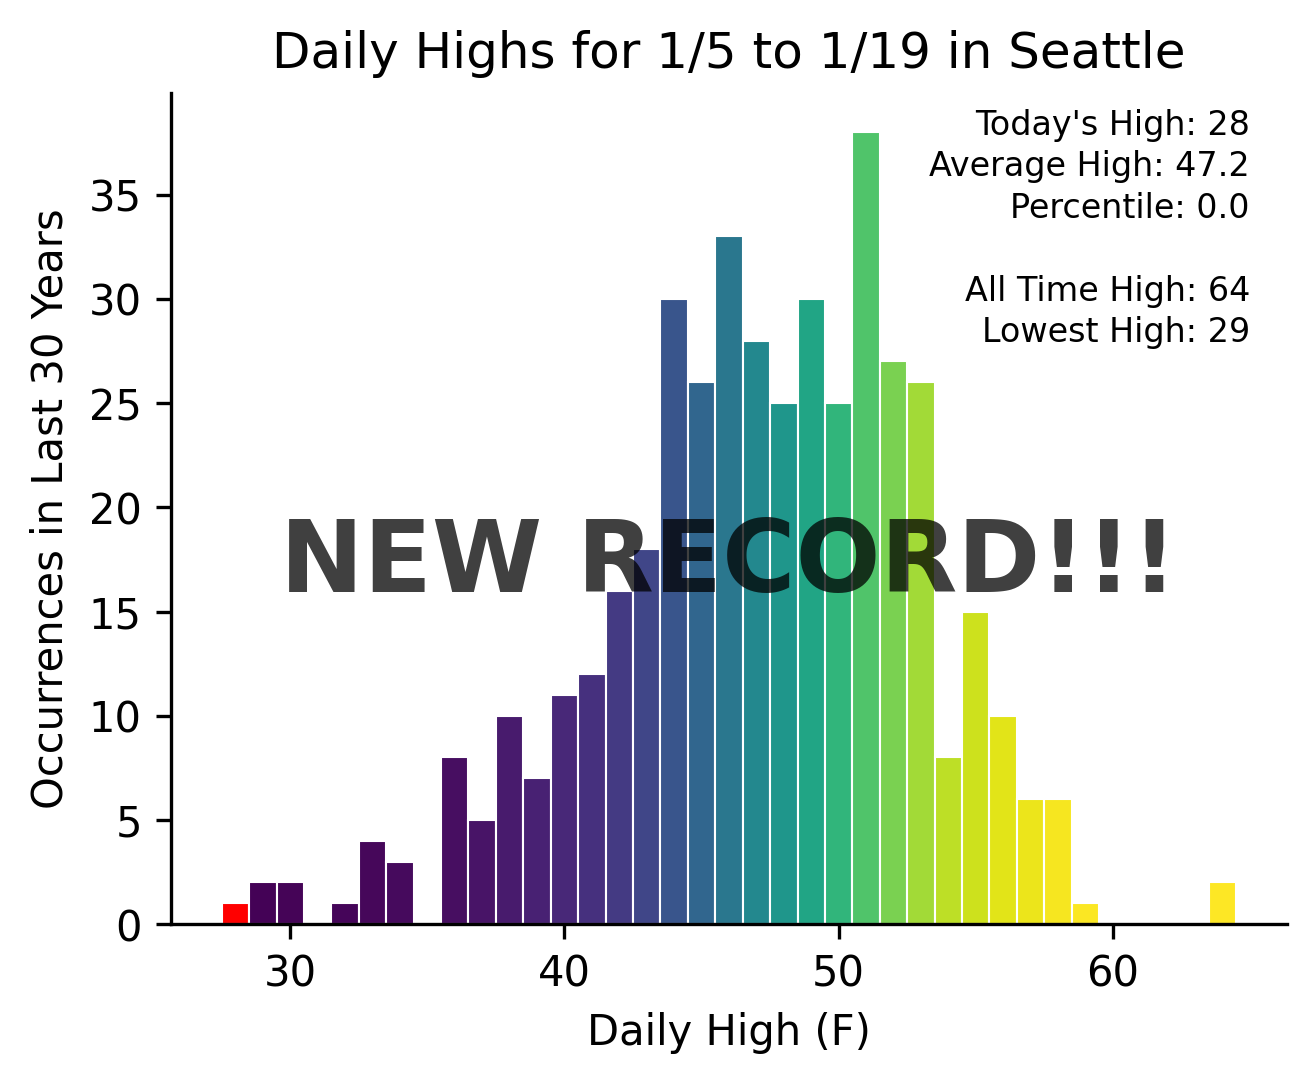 Daily Highs for 1/5 to 1/19 in Seattle
Today's High: 28
Average High: 47.2
Percentile: 0.0
All Time High: 64
Lowest High: 29
NEW RECORD!!!
Occurrences in Last 30 Years
35
30
25
20
15
10
5
0
30 40 50 60
Daily High (F)